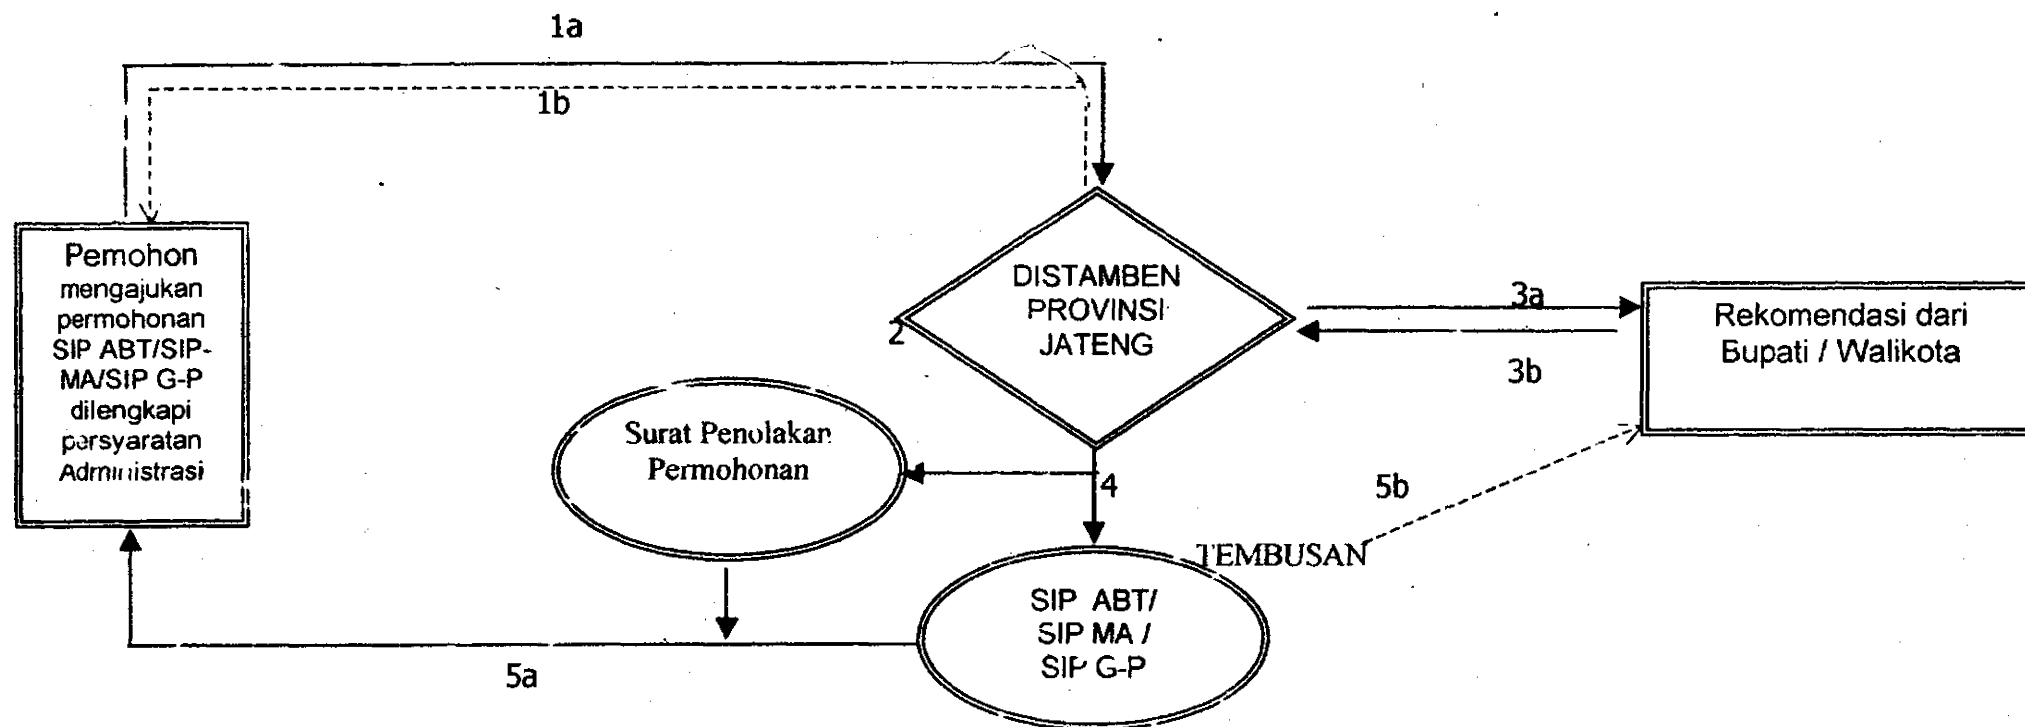 1a
1b
Pemohon
mengajukan
permohonan
SIP ABT/SIP-
MA/SIP G-P
dilengkapi
persyaratan
Administrasi
DISTAMBEN
PROVINSI
JATENG
2
3a
3b
Rekomendasi dari
Bupati / Walikota
Surat Penolakan
Permohonan
4
5b
TEMBUSAN
SIP ABT/
SIP MA /
SIP G-P
5a